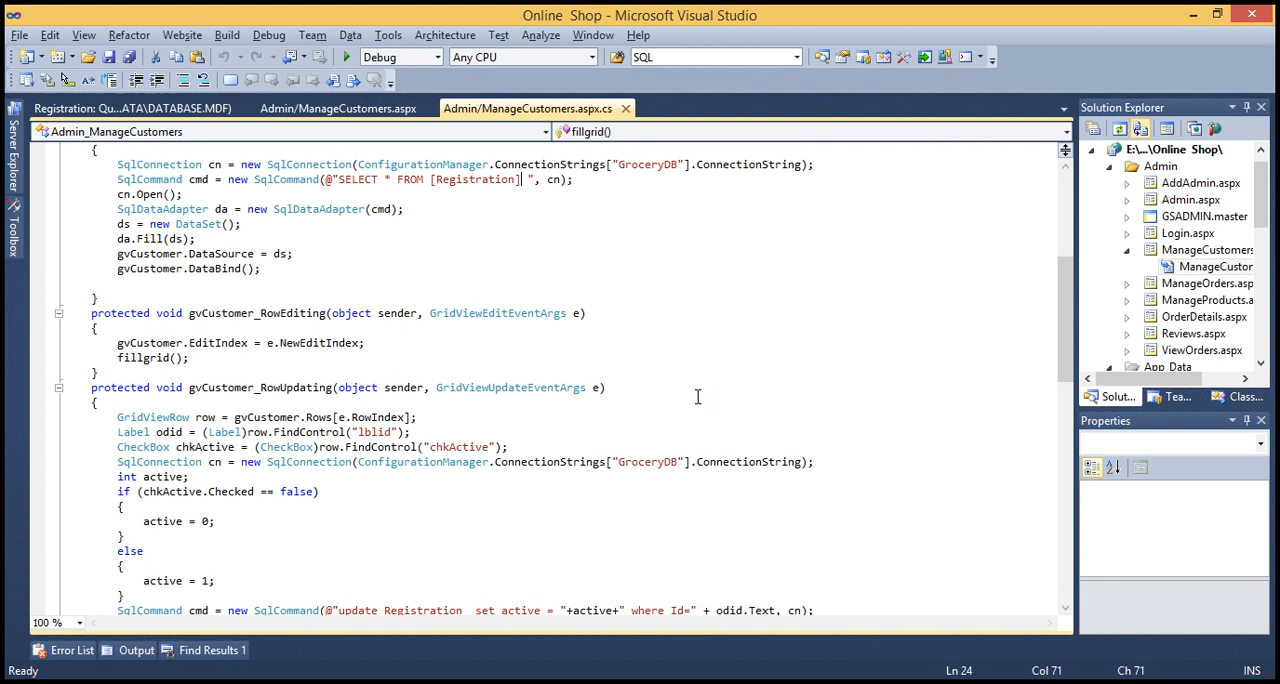 Online Shop - Microsoft Visual Studio
File Edit View Refactor Website Build Debug Team Data Tools Architecture Test Analyze Window Help
Debug Any CPU SQL
Registration: Qu...ATA\DATABASE.MDF) Admin/ManageCustomers.aspx Admin/ManageCustomers.aspx.cs
Admin_ManageCustomers fillgrid()
Server Explorer
Toolbox
{
SqlConnection cn = new SqlConnection(ConfigurationManager.ConnectionStrings["GroceryDB"].ConnectionString);
SqlCommand cmd = new SqlCommand(@"SELECT * FROM [Registration] ", cn);
cn.Open();
SqlDataAdapter da = new SqlDataAdapter(cmd);
ds = new DataSet();
da.Fill(ds);
gvCustomer.DataSource = ds;
gvCustomer.DataBind();
}
protected void gvCustomer_RowEditing(object sender, GridViewEditEventArgs e)
{
gvCustomer.EditIndex = e.NewEditIndex;
fillgrid();
}
protected void gvCustomer_RowUpdating(object sender, GridViewUpdateEventArgs e)
{
GridViewRow row = gvCustomer.Rows[e.RowIndex];
Label odid = (Label)row.FindControl("lblid");
CheckBox chkActive = (CheckBox)row.FindControl("chkActive");
SqlConnection cn = new SqlConnection(ConfigurationManager.ConnectionStrings["GroceryDB"].ConnectionString);
int active;
if (chkActive.Checked == false)
{
active = 0;
}
else
{
active = 1;
}
SqlCommand cmd = new SqlCommand(@"update Registration  set active = "+active+" where Id=" + odid.Text, cn);
100 %
Solution Explorer
E:\...\Online Shop\
Admin
AddAdmin.aspx
Admin.aspx
GSADMIN.master
Login.aspx
ManageCustomers
ManageCustor
ManageOrders.asp
ManageProducts.a
OrderDetails.aspx
Reviews.aspx
ViewOrders.aspx
App_Data
Solut... Tea... Class...
Properties
Error List Output Find Results 1
Ready Ln 24 Col 71 Ch 71 INS